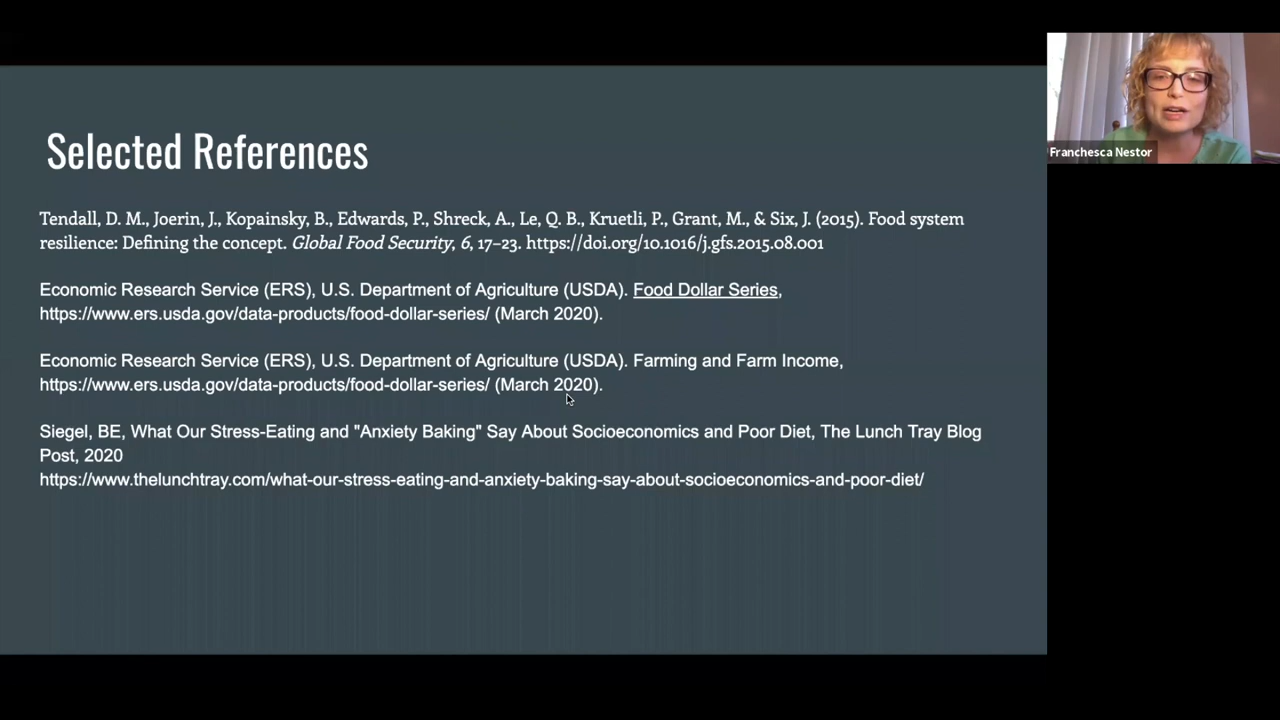 Selected References
Tendall, D. M., Joerin, J., Kopainsky, B., Edwards, P., Shreck, A., Le, Q. B., Kruetli, P., Grant, M., & Six, J. (2015). Food system
resilience: Defining the concept. Global Food Security, 6, 17–23. https://doi.org/10.1016/j.gfs.2015.08.001
Economic Research Service (ERS), U.S. Department of Agriculture (USDA). Food Dollar Series,
https://www.ers.usda.gov/data-products/food-dollar-series/ (March 2020).
Economic Research Service (ERS), U.S. Department of Agriculture (USDA). Farming and Farm Income,
https://www.ers.usda.gov/data-products/food-dollar-series/ (March 2020).
Siegel, BE, What Our Stress-Eating and "Anxiety Baking" Say About Socioeconomics and Poor Diet, The Lunch Tray Blog
Post, 2020
https://www.thelunchtray.com/what-our-stress-eating-and-anxiety-baking-say-about-socioeconomics-and-poor-diet/
Franchesca Nestor